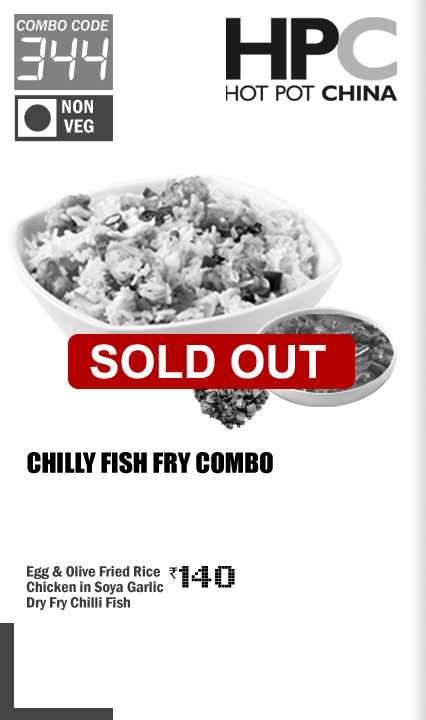 COMBO CODE
344
NON
VEG
HPC
HOT POT CHINA
SOLD OUT
CHILLY FISH FRY COMBO
Egg & Olive Fried Rice
Chicken in Soya Garlic
Dry Fry Chilli Fish
₹140